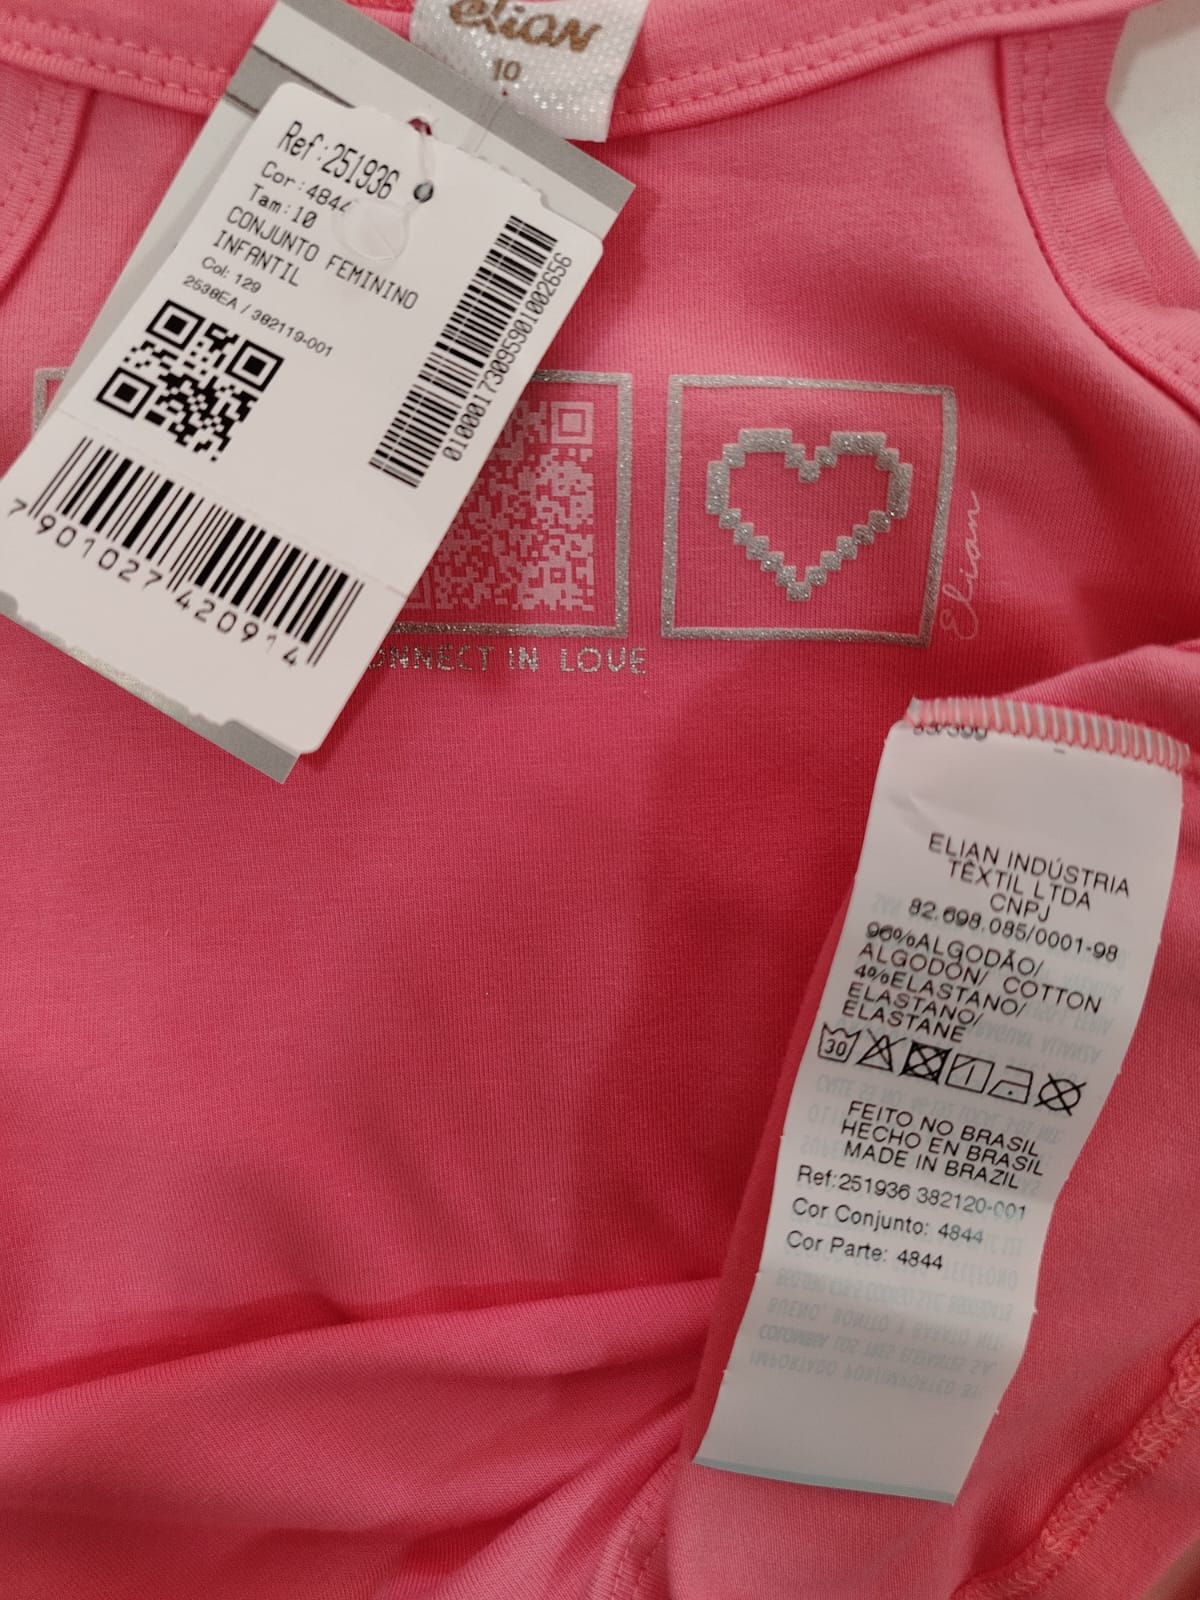 elian
10
Ref:251936
Cor:4844
Tam:10
CONJUNTO FEMININO
INFANTIL
Col: 129
2538EA / 382119-001
01000173095901002656
7 901027 420914
CONNECT IN LOVE
Elian
ELIAN INDÚSTRIA
TÊXTIL LTDA
CNPJ
82.698.085/0001-98
96%ALGODÃO/
ALGODÓN/ COTTON
4%ELASTANO/
ELASTANO/
ELASTANE
30
FEITO NO BRASIL
HECHO EN BRASIL
MADE IN BRAZIL
Ref:251936 382120-001
Cor Conjunto: 4844
Cor Parte: 4844